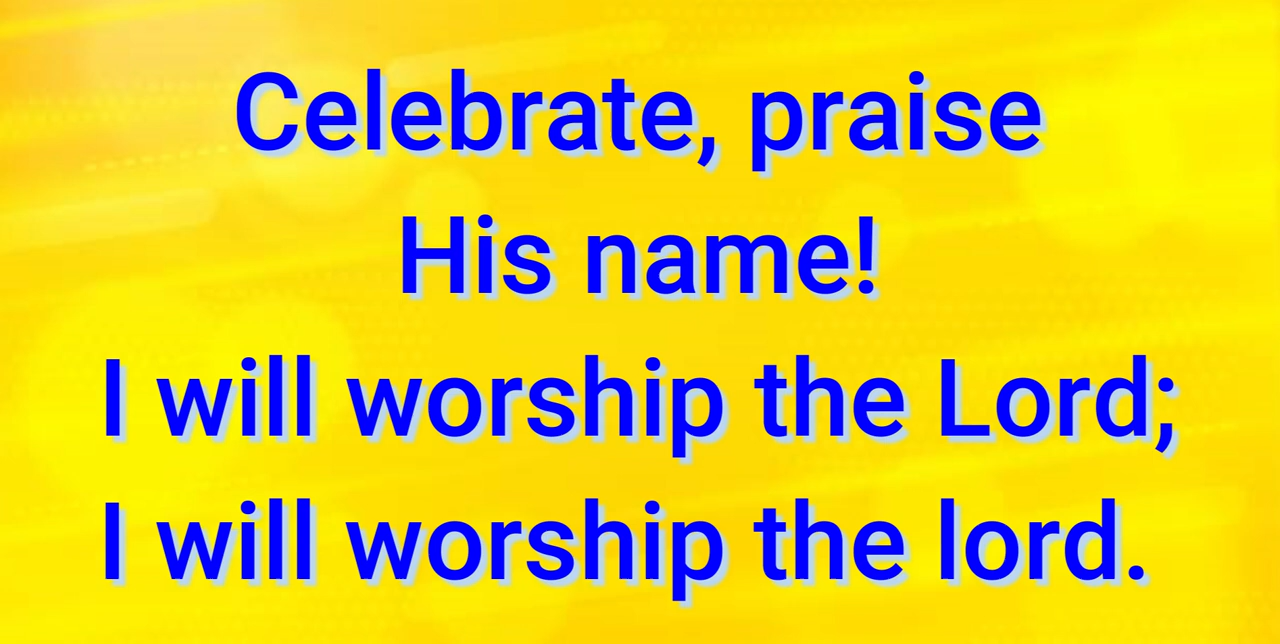 Celebrate, praise
His name!
I will worship the Lord;
I will worship the lord.